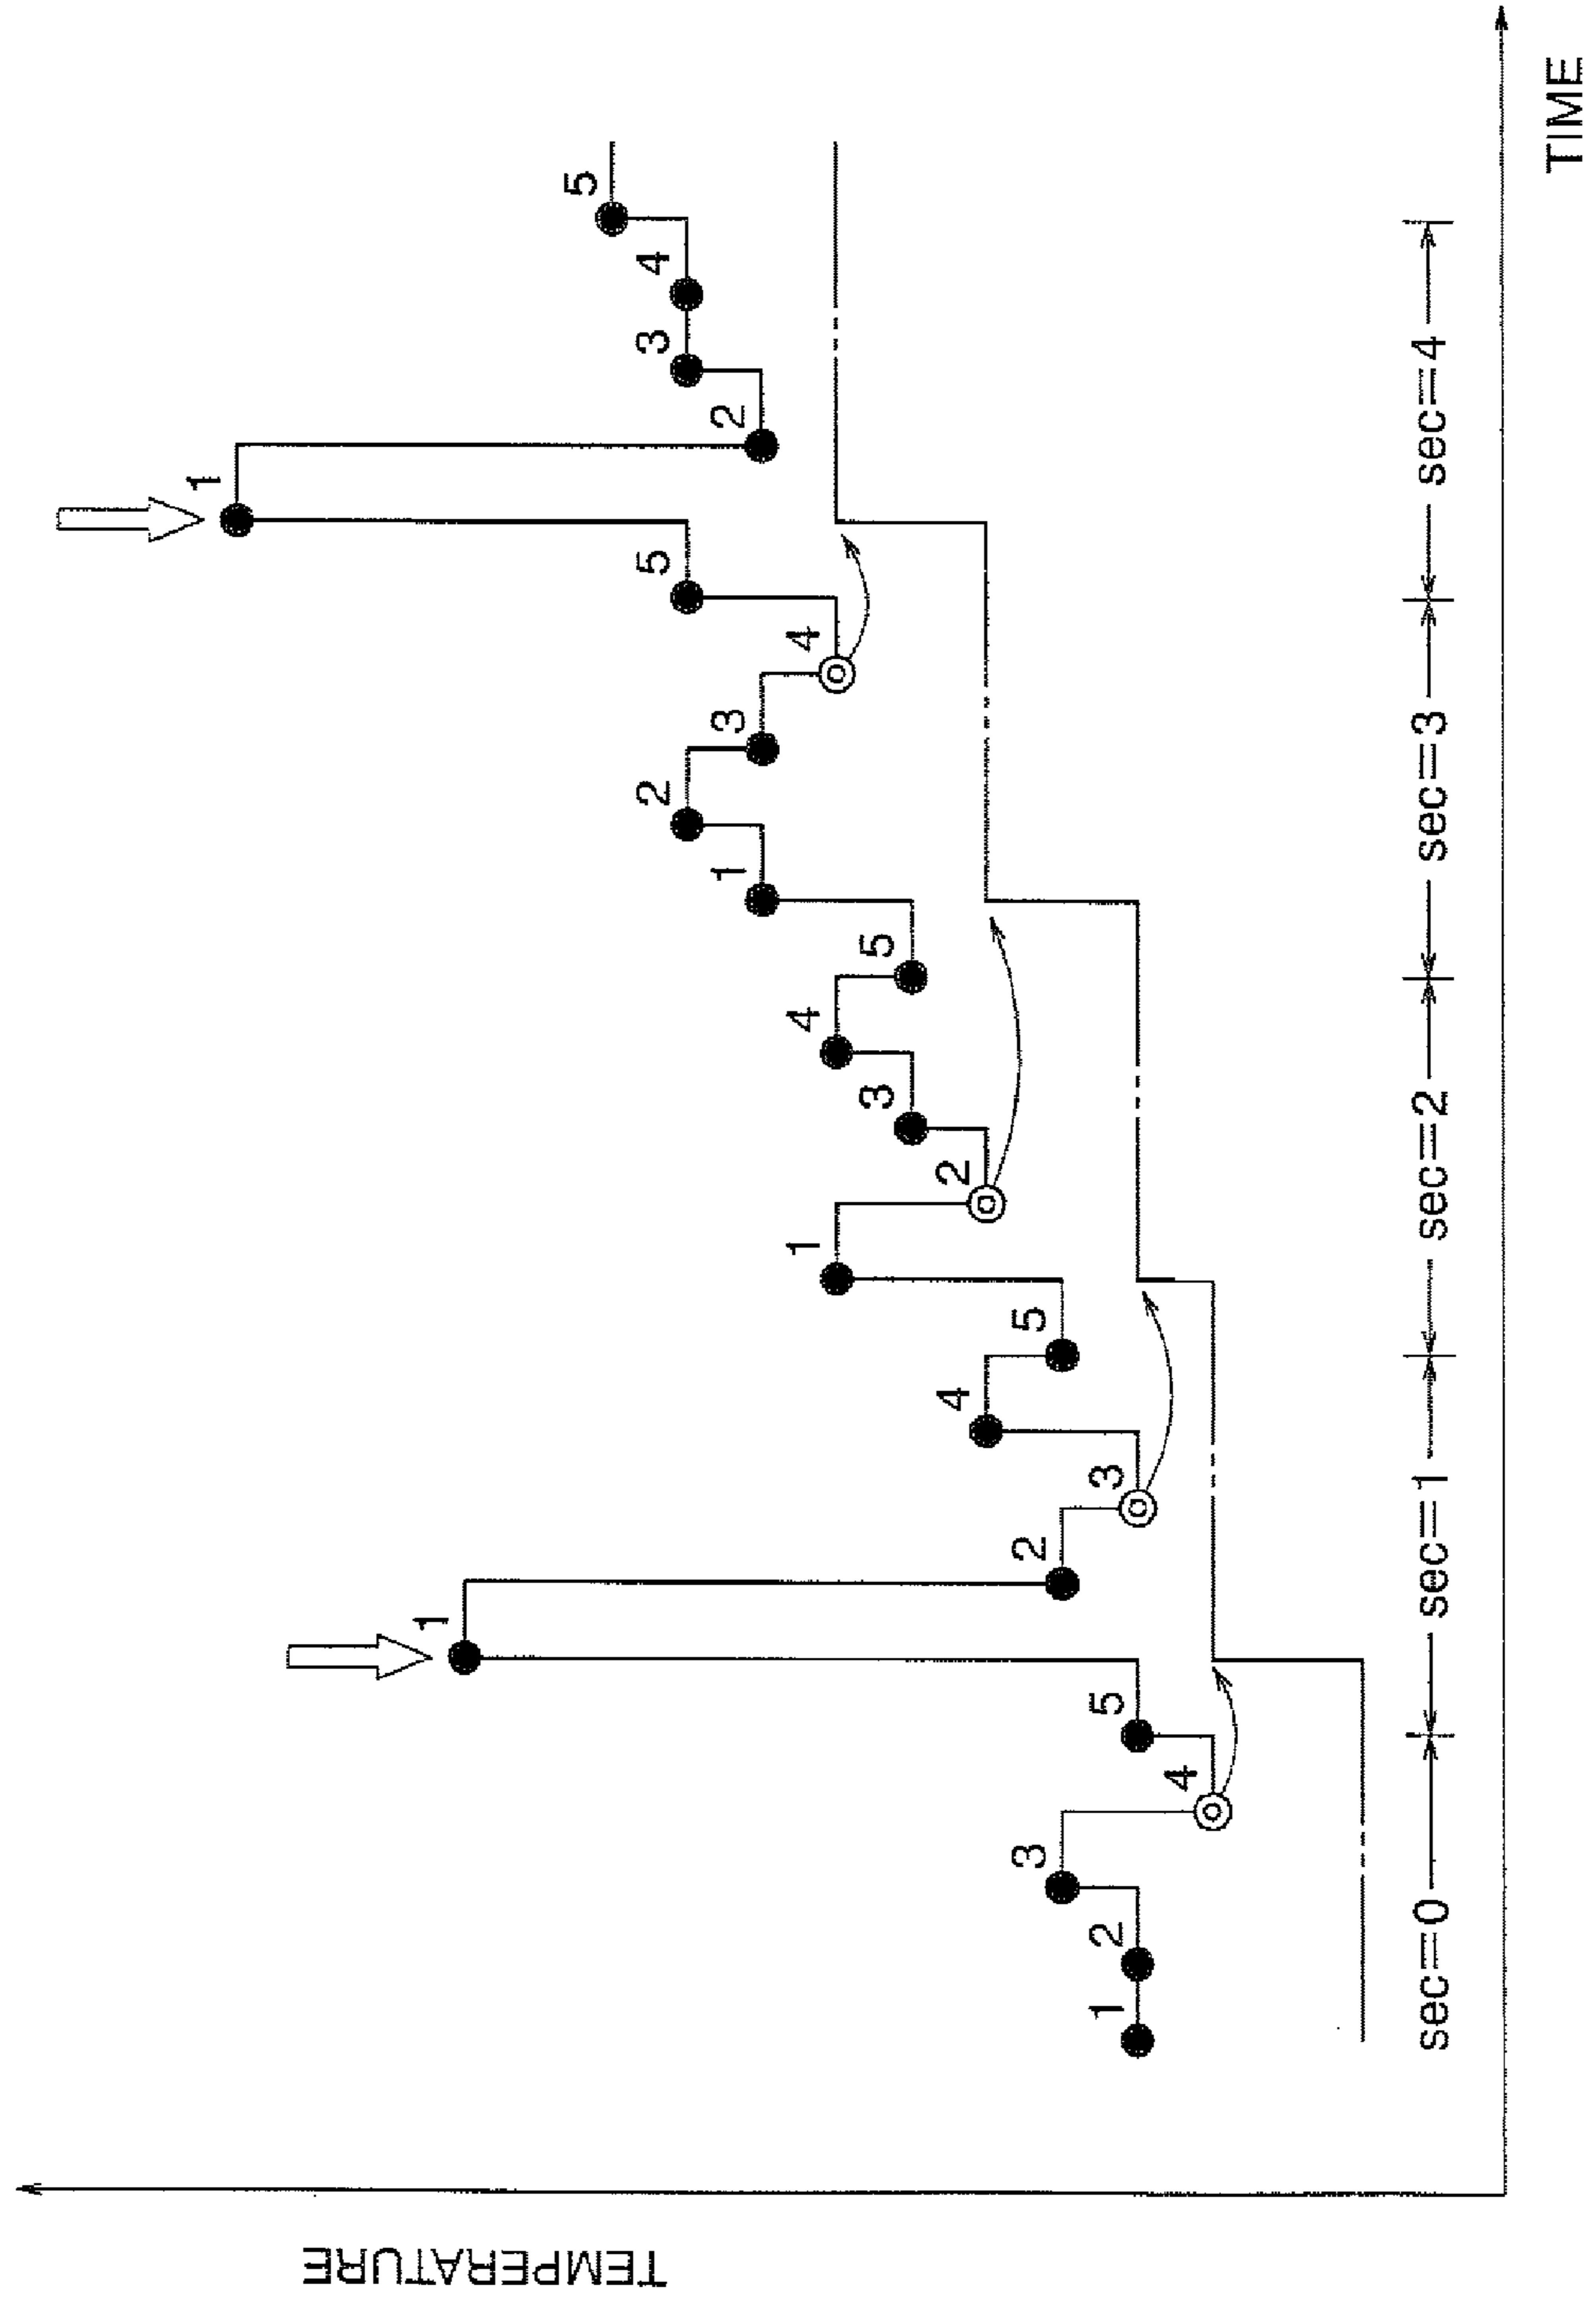 TEMPERATURE
1 2 3 4 5 1 2 3 4 5 1 2 3 4 5 1 2 3 4 5 1 2 3 4 5
sec=0 sec=1 sec=2 sec=3 sec=4
TIME